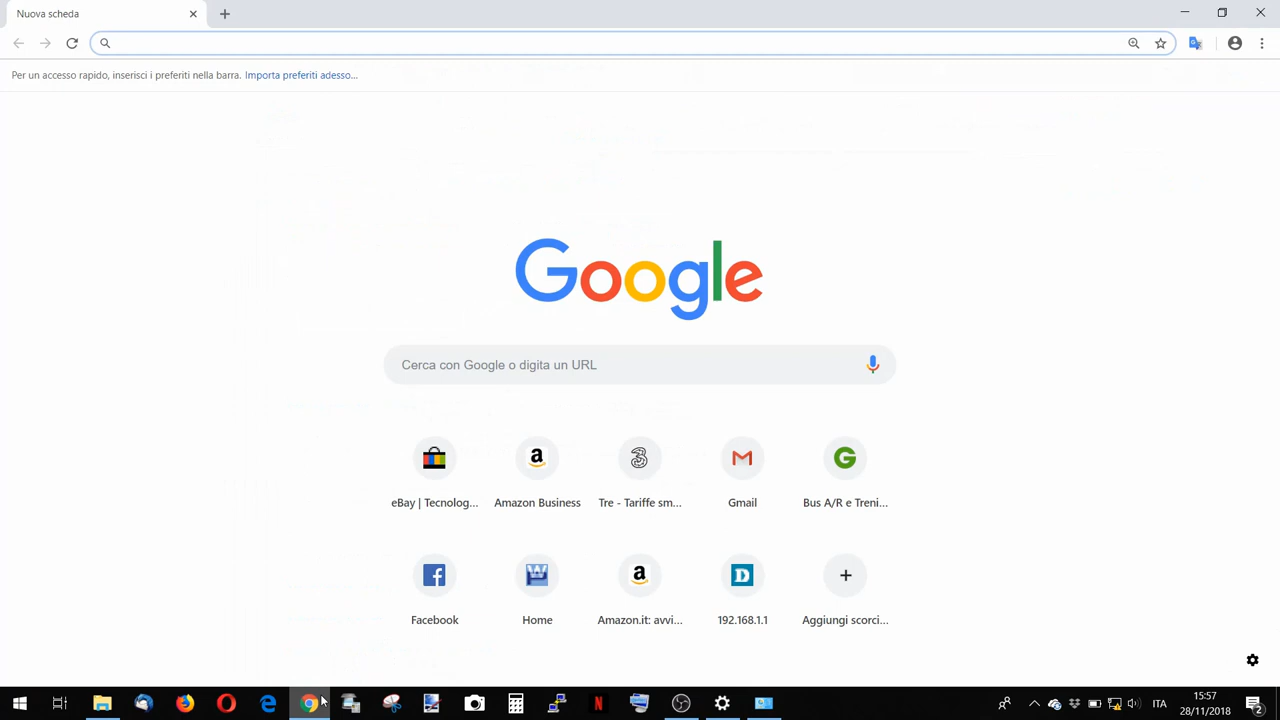 Nuova scheda
Per un accesso rapido, inserisci i preferiti nella barra. Importa preferiti adesso...
Google
Cerca con Google o digita un URL
eBay | Tecnolog... Amazon Business Tre - Tariffe sm... Gmail Bus A/R e Treni...
Facebook Home Amazon.it: avvi... 192.168.1.1 Aggiungi scorci...
ITA
15:57
28/11/2018
2